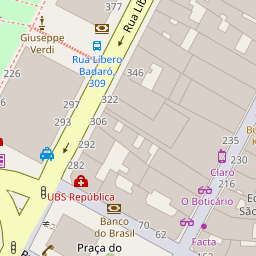 377
Giuseppe
Verdi
Rua Líb
Rua Líbero
Badaró,
309
226
346
297
322
293
306
282
292
235
230
Claro
216
UBS República
O Boticário
Banco
do Brasil
70
62
Facta
Praça do